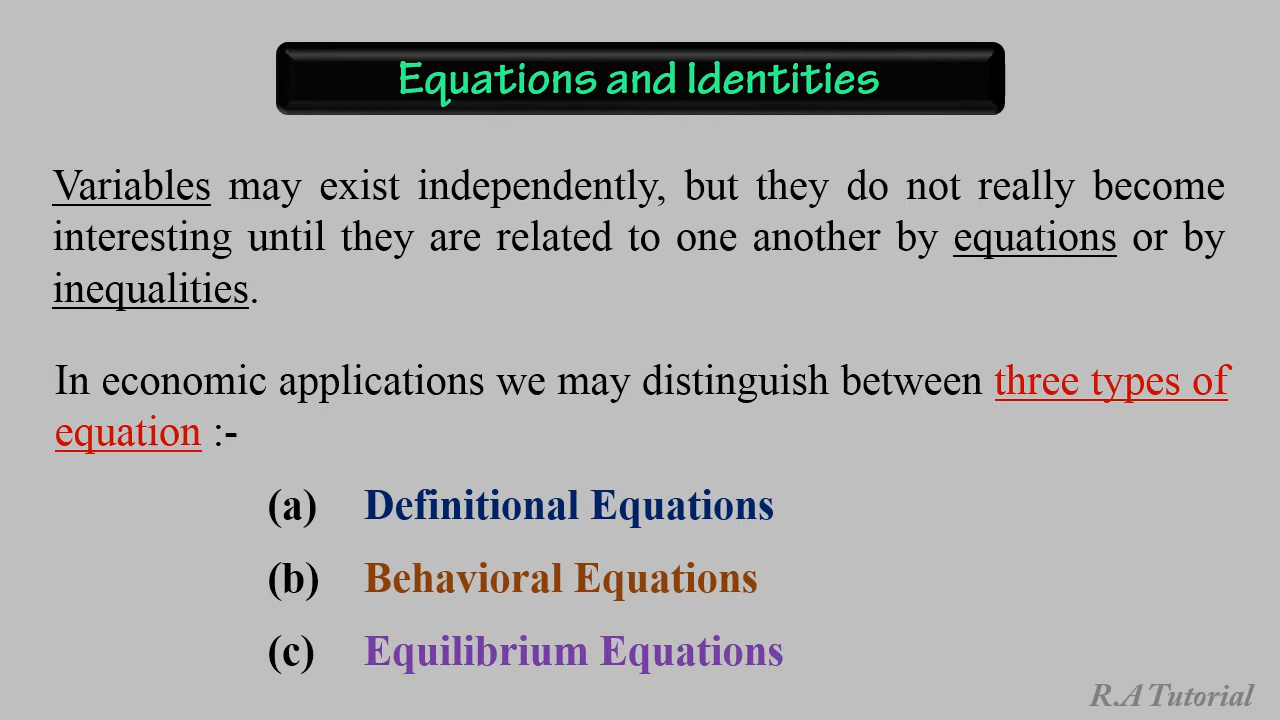 Equations and Identities
Variables may exist independently, but they do not really become
interesting until they are related to one another by equations or by
inequalities.
In economic applications we may distinguish between three types of
equation :-
(a) Definitional Equations
(b) Behavioral Equations
(c) Equilibrium Equations
R.A Tutorial